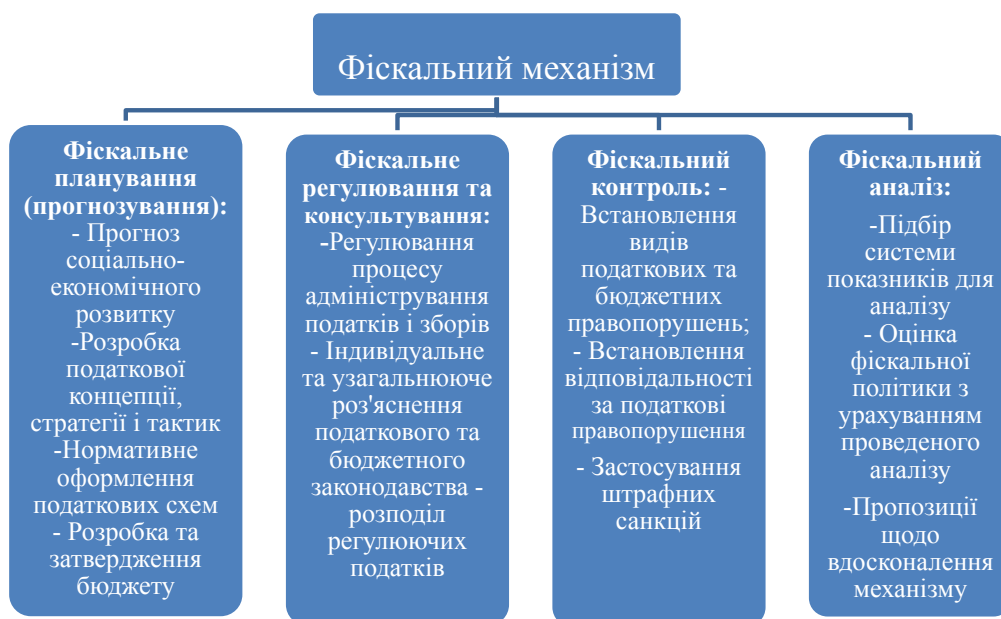 Фіскальний механізм
Фіскальне
планування
(прогнозування):
- Прогноз
соціально-
економічного
розвитку
-Розробка
податкової
концепції,
стратегії і тактик
-Нормативне
оформлення
податкових схем
- Розробка та
затвердження
бюджету
Фіскальне
регулювання та
консультування:
-Регулювання
процесу
адміністрування
податків і зборів
- Індивідуальне
та узагальнююче
роз'яснення
податкового та
бюджетного
законодавства -
розподіл
регулюючих
податків
Фіскальний
контроль: -
Встановлення
видів
податкових та
бюджетних
правопорушень;
- Встановлення
відповідальності
за податкові
правопорушення
- Застосування
штрафних
санкцій
Фіскальний
аналіз:
-Підбір
системи
показників для
аналізу
- Оцінка
фіскальної
політики з
урахуванням
проведеного
аналізу
-Пропозиції
щодо
вдосконалення
механізму